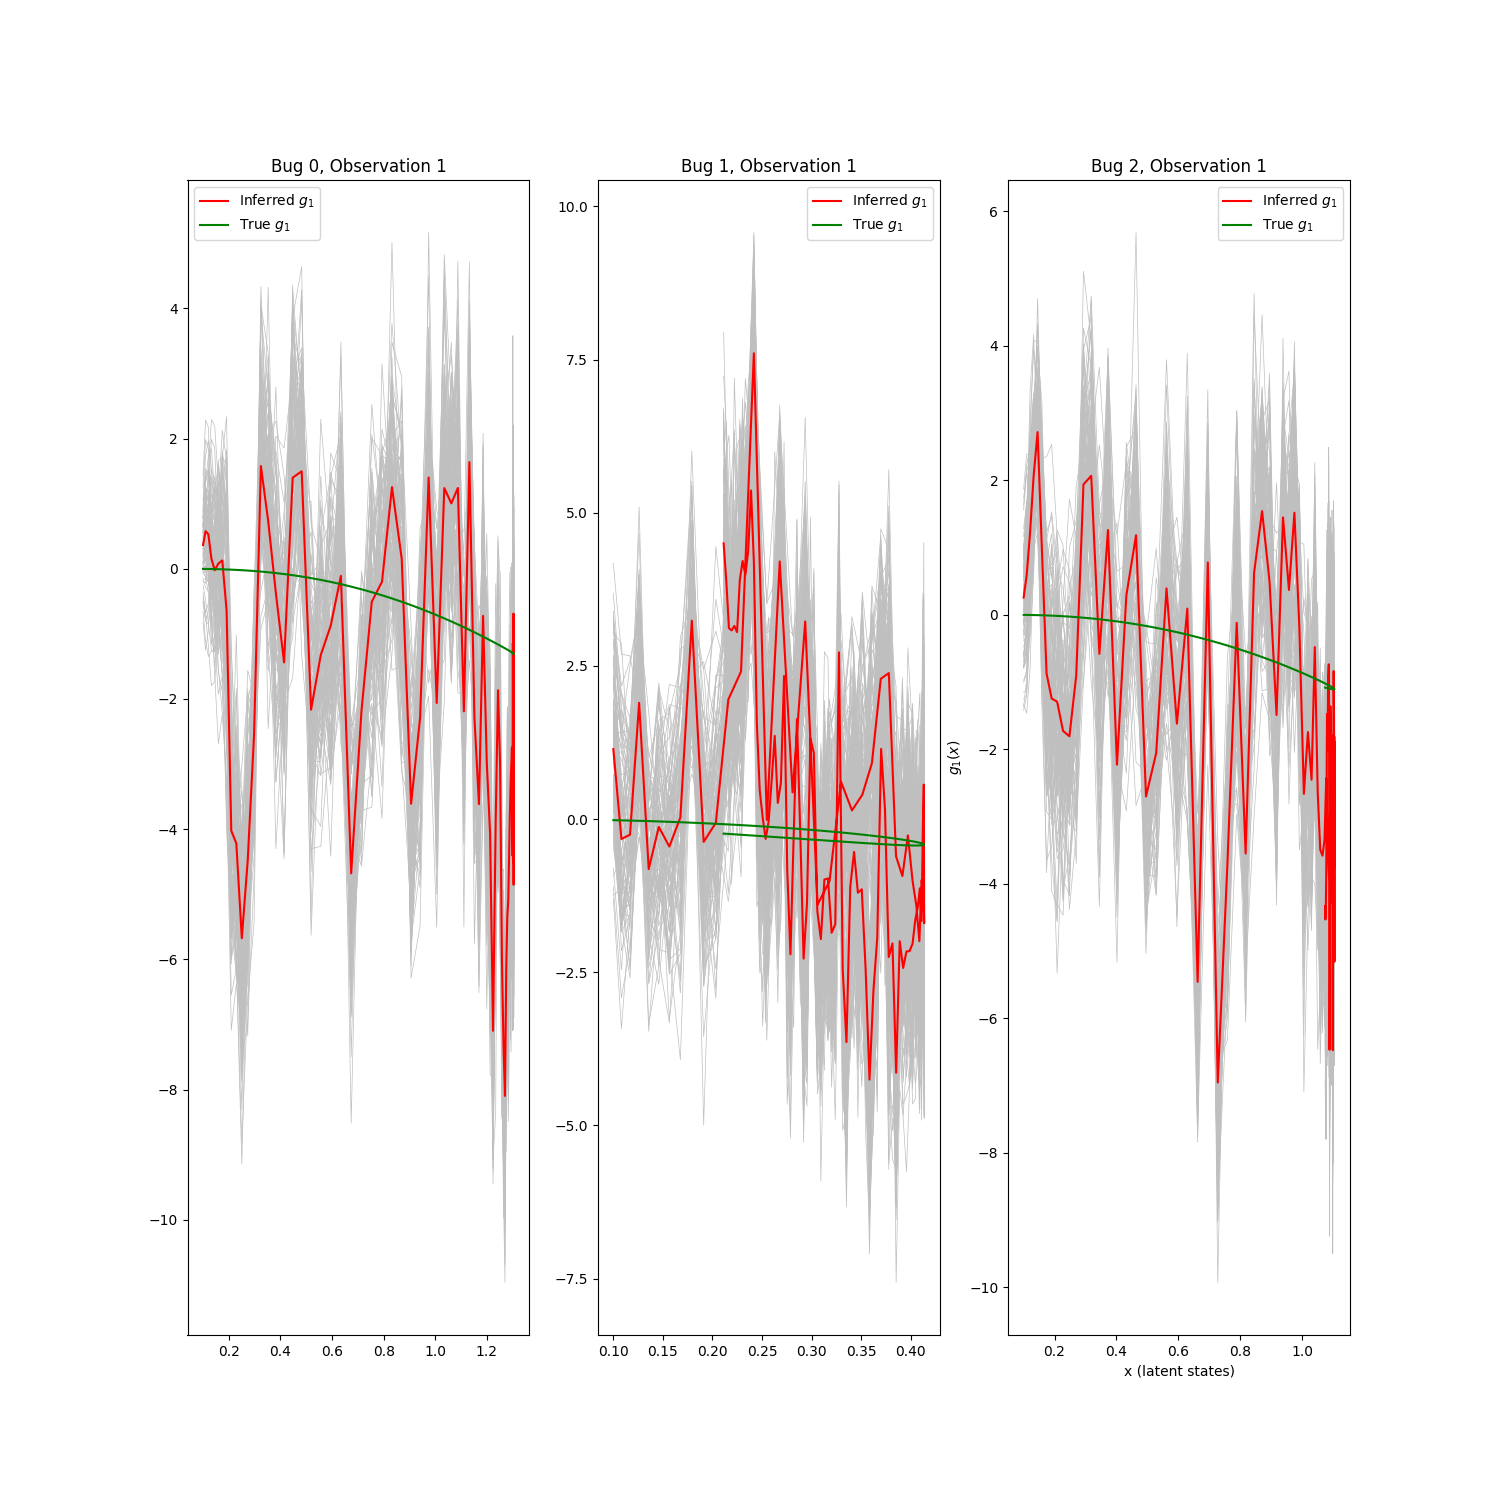 Bug 0, Observation 1
Inferred g₁
True g₁
4
2
0
−2
−4
−6
−8
−10
0.2 0.4 0.6 0.8 1.0 1.2
Bug 1, Observation 1
Inferred g₁
True g₁
10.0
7.5
5.0
2.5
0.0
−2.5
−5.0
−7.5
0.10 0.15 0.20 0.25 0.30 0.35 0.40
Bug 2, Observation 1
Inferred g₁
True g₁
g₁(x)
6
4
2
0
−2
−4
−6
−8
−10
0.2 0.4 0.6 0.8 1.0
x (latent states)